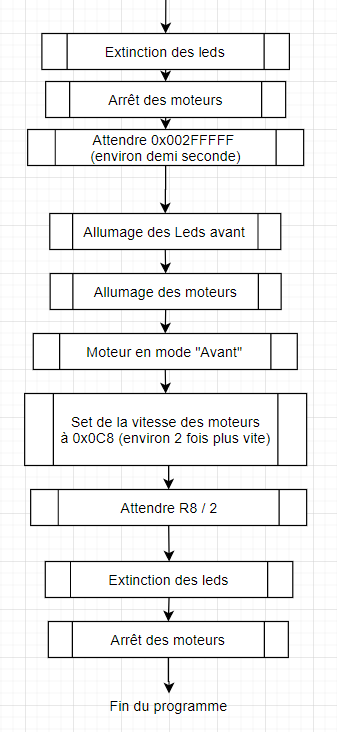 Extinction des leds
Arrêt des moteurs
Attendre 0x002FFFFF
(environ demi seconde)
Allumage des Leds avant
Allumage des moteurs
Moteur en mode "Avant"
Set de la vitesse des moteurs
à 0x0C8 (environ 2 fois plus vite)
Attendre R8 / 2
Extinction des leds
Arrêt des moteurs
Fin du programme